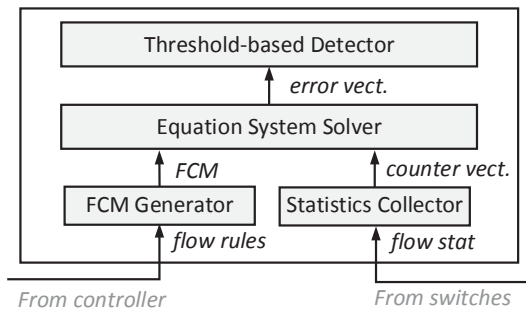 Threshold-based Detector
error vect.
Equation System Solver
FCM
counter vect.
FCM Generator
Statistics Collector
flow rules
flow stat
From controller
From switches